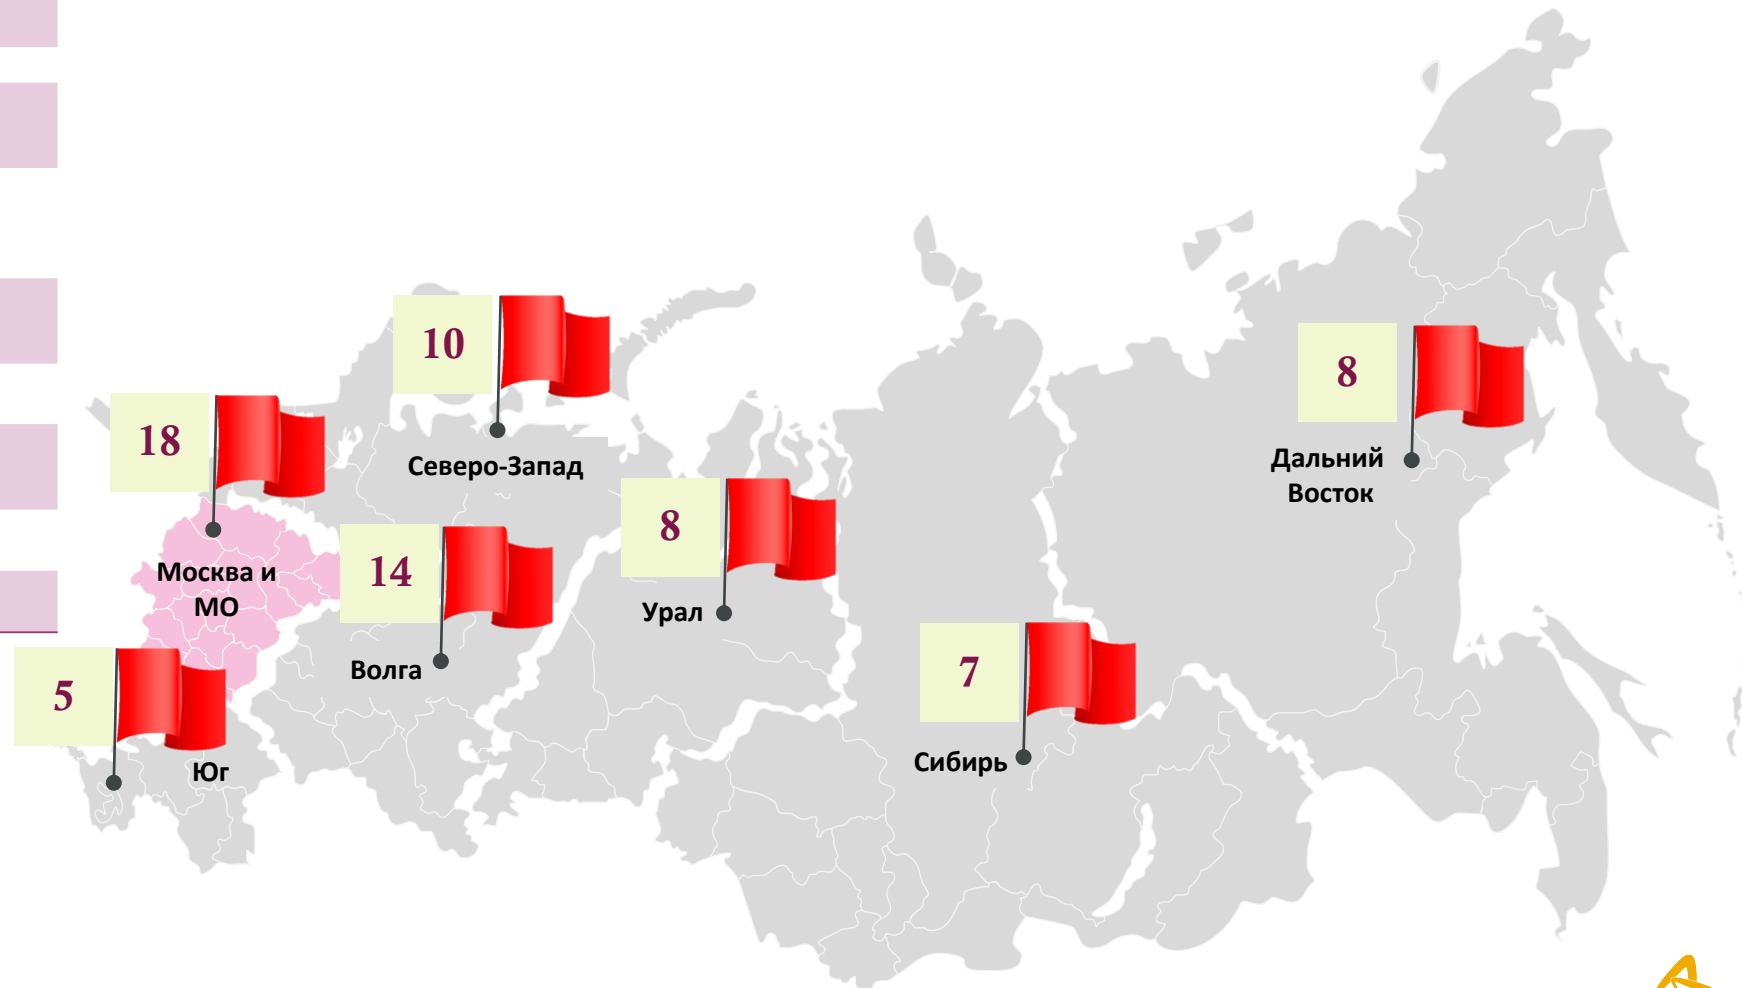 10
Северо-Запад
8
Дальний
Восток
18
Москва и
МО
14
Волга
8
Урал
7
Сибирь
5
Юг